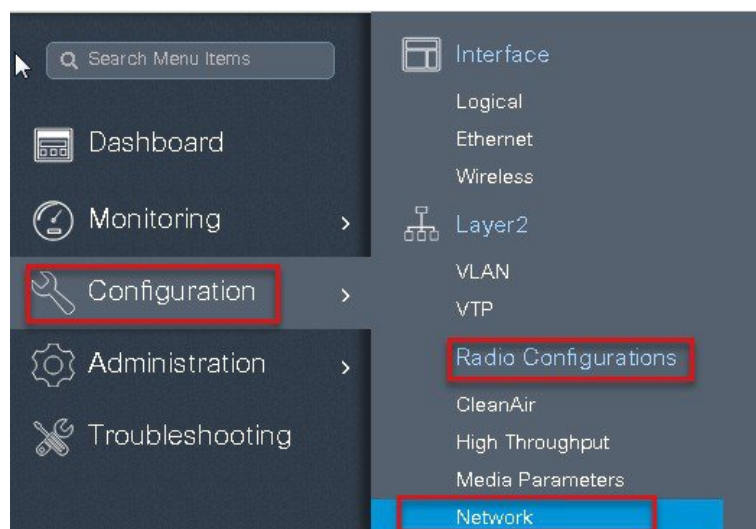 Search Menu Items
Dashboard
Monitoring
Configuration
Administration
Troubleshooting
Interface
Logical
Ethernet
Wireless
Layer2
VLAN
VTP
Radio Configurations
CleanAir
High Throughput
Media Parameters
Network